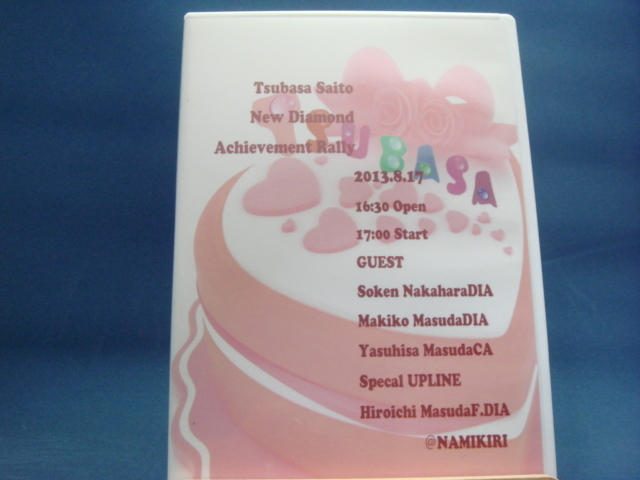 Tsubasa Saito
New Diamond
Achievement Rally
TSUBASA
2013.8.17
16:30 Open
17:00 Start
GUEST
Soken NakaharaDIA
Makiko MasudaDIA
Yasuhisa MasudaCA
Specal UPLINE
Hiroichi MasudaF.DIA
@NAMIKIRI